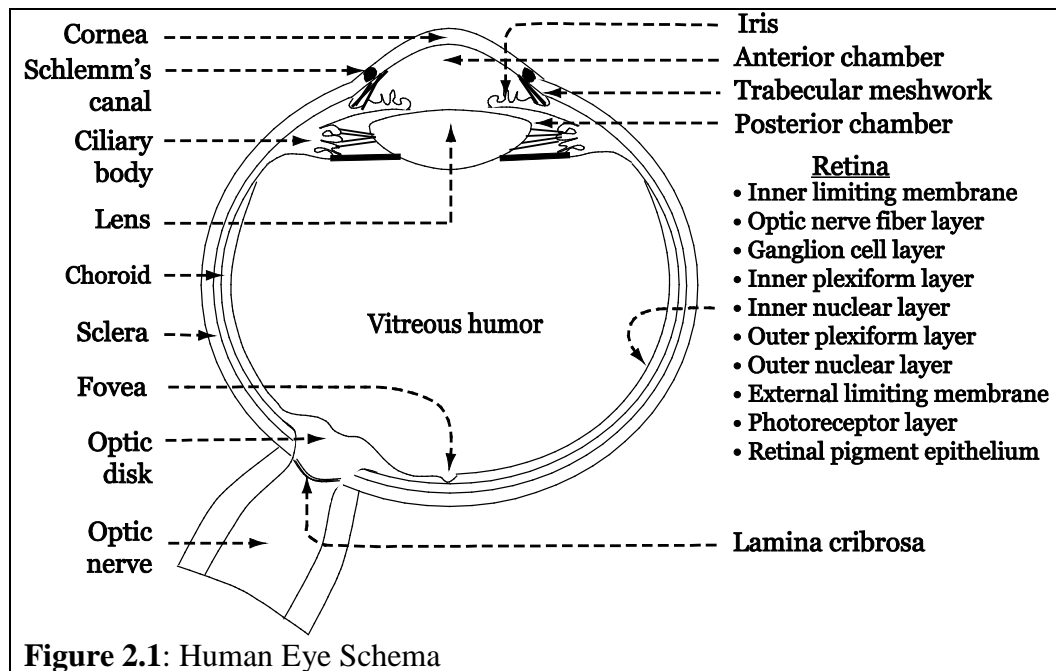 Cornea
Schlemm's
canal
Ciliary
body
Lens
Choroid
Sclera
Fovea
Optic
disk
Optic
nerve
Vitreous humor
Iris
Anterior chamber
Trabecular meshwork
Posterior chamber
Retina
• Inner limiting membrane
• Optic nerve fiber layer
• Ganglion cell layer
• Inner plexiform layer
• Inner nuclear layer
• Outer plexiform layer
• Outer nuclear layer
• External limiting membrane
• Photoreceptor layer
• Retinal pigment epithelium
Lamina cribrosa
Figure 2.1: Human Eye Schema